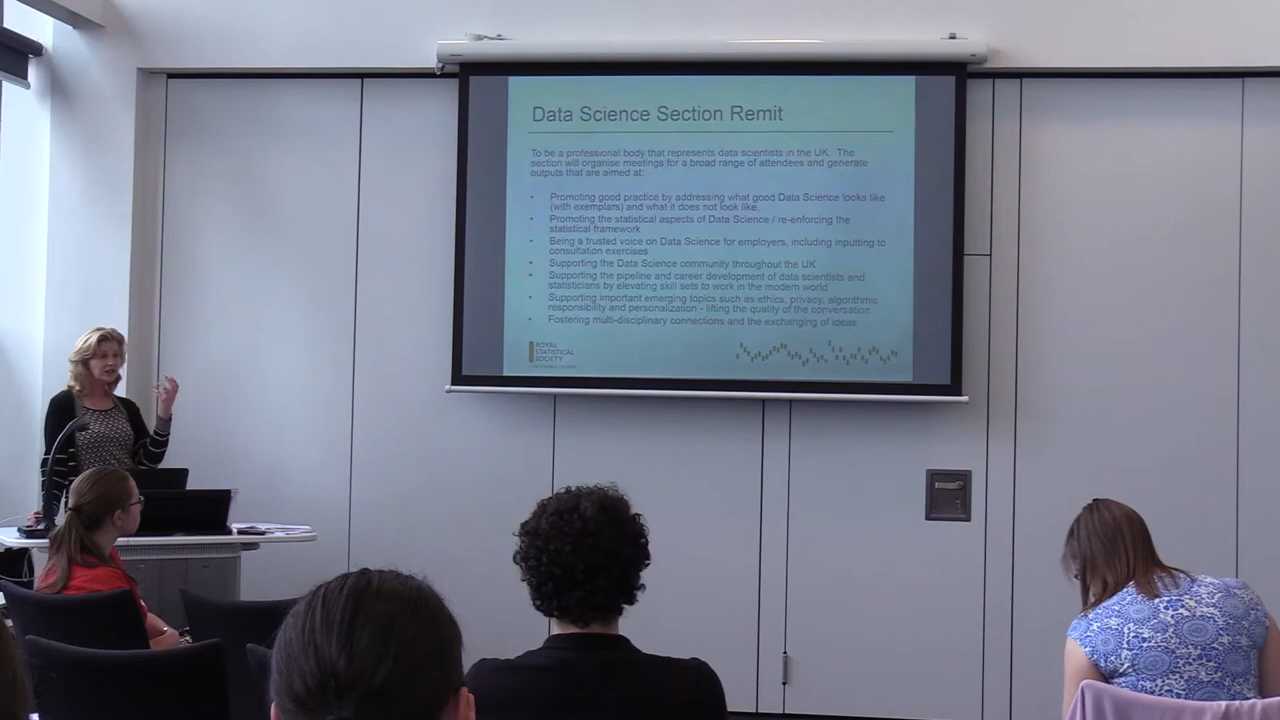 Data Science Section Remit
To be a professional body that represents data scientists in the UK. The
section will organise meetings for a broad range of attendees and generate
outputs that are aimed at:
• Promoting good practice by addressing what good Data Science looks like
(with exemplars) and what it does not look like.
• Promoting the statistical aspects of Data Science / re-enforcing the
statistical framework
• Being a trusted voice on Data Science for employers, including inputting to
consultation exercises
• Supporting the Data Science community throughout the UK
• Supporting the pipeline and career development of data scientists and
statisticians by elevating skill sets to work in the modern world
• Supporting important emerging topics such as ethics, privacy, algorithmic
responsibility and personalization - lifting the quality of the conversation
• Fostering multi-disciplinary connections and the exchanging of ideas
ROYAL
STATISTICAL
SOCIETY